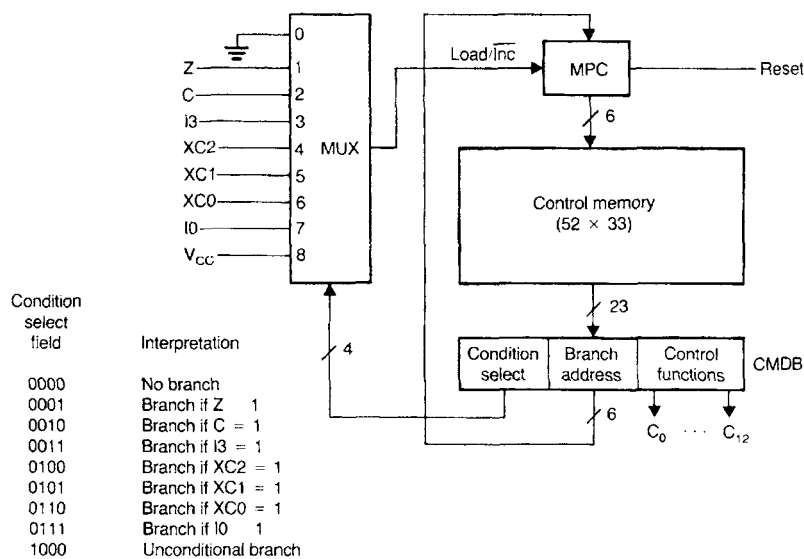 0
Z 1
C 2
I3 3
XC2 4
XC1 5
XC0 6
I0 7
V_CC 8
MUX
Load/I̅n̅c̅
MPC
Reset
6
Control memory
(52 × 33)
23
4
Condition select
Branch address
Control functions
CMDB
6
C_0 ··· C_12
Condition
select
field Interpretation
0000 No branch
0001 Branch if Z 1
0010 Branch if C = 1
0011 Branch if I3 = 1
0100 Branch if XC2 = 1
0101 Branch if XC1 = 1
0110 Branch if XC0 = 1
0111 Branch if I0 1
1000 Unconditional branch